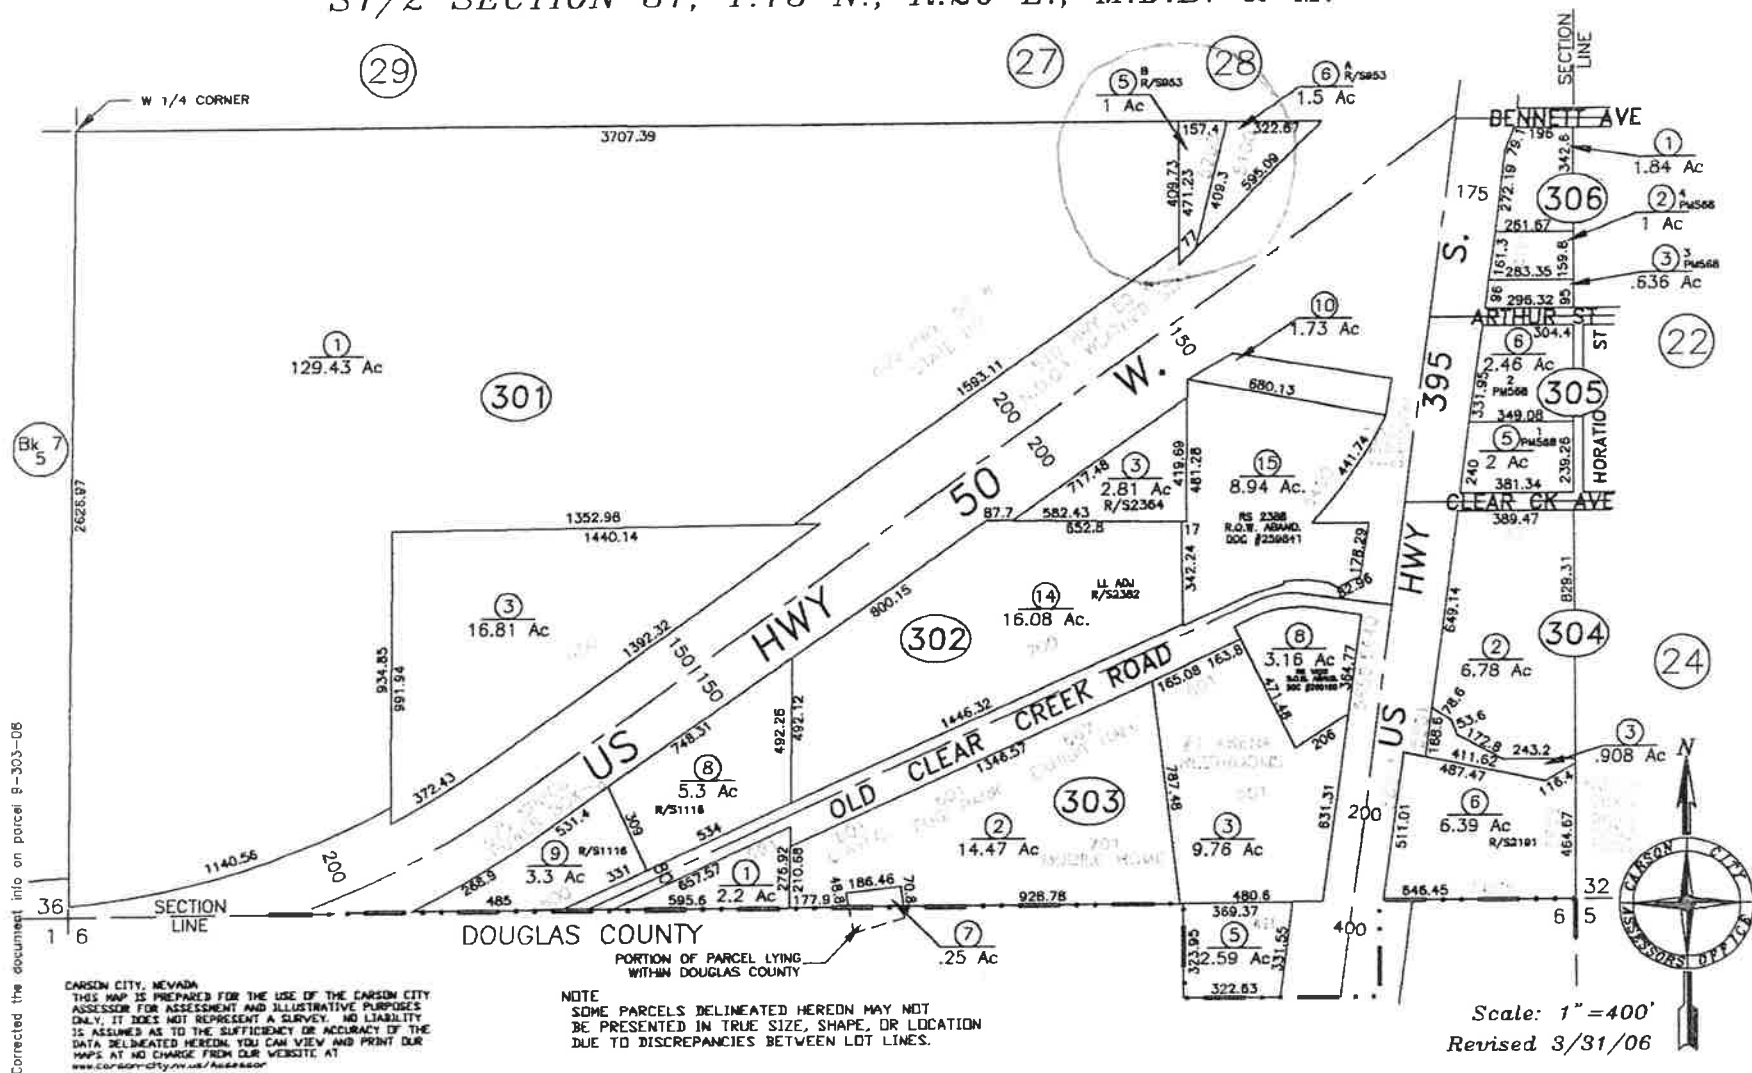 S1/2 SECTION
29
27
28
W 1/4 CORNER
5 B R/S953
1 Ac
6 A R/S953
1.5 Ac
SECTION
LINE
3707.39
157.4
322.67
409.73
471.23
409.3
595.09
77
BENNETT AVE
196
79.1
342.6
1
1.84 Ac
272.19
175
306
2 4 PM568
1 Ac
261.67
161.3
159.8
283.35
3 3 PM568
.636 Ac
96
296.32
95
ARTHUR ST
304.4
22
6
2.46 Ac
2
PM568
331.95
305
349.08
HORATIO ST
5 1 PM568
2 Ac
240
239.26
381.34
CLEAR CK AVE
389.47
1
129.43 Ac
301
Bk 7
5
2626.97
1593.11
200
200
150
10
1.73 Ac
680.13
US HWY 50 W.
US HWY 395 S.
717.48
3
2.81 Ac
R/S2364
419.69
481.28
15
8.94 Ac.
RS 2386
R.O.W. ABAND.
DOC #259841
441.74
1352.98
1440.14
87.7
582.43
652.8
17
342.24
178.29
82.96
3
16.81 Ac
934.85
991.94
1392.32
150
150
800.15
302
14
16.08 Ac.
LL ADJ
R/S2382
829.31
649.14
304
2
6.78 Ac
24
8
3.16 Ac
364.77
471.48
206
165.08
163.8
OLD CLEAR CREEK ROAD
1446.32
1346.57
492.26
492.12
748.31
8
5.3 Ac
R/S1116
372.43
1140.56
200
268.9
531.4
309
9 R/S1116
3.3 Ac
331
534
80
657.57
485
595.6
1
2.2 Ac
276.92
210.68
177.9
48.8
186.46
70.8
928.78
303
2
14.47 Ac
787.48
3
9.76 Ac
631.31
480.6
369.37
200
400
78.6
53.6
172.8
188.6
243.2
411.62
487.47
116.4
3
.908 Ac
6
6.39 Ac
R/S2191
511.01
464.67
646.45
32
6 5
36
1 6
SECTION
LINE
DOUGLAS COUNTY
PORTION OF PARCEL LYING
WITHIN DOUGLAS COUNTY
7
.25 Ac
5
2.59 Ac
323.95
331.55
322.63
N
CARSON CITY
ASSESSORS OFFICE
Corrected the document info on parcel 9-303-06
CARSON CITY, NEVADA
THIS MAP IS PREPARED FOR THE USE OF THE CARSON CITY
ASSESSOR FOR ASSESSMENT AND ILLUSTRATIVE PURPOSES
ONLY, IT DOES NOT REPRESENT A SURVEY. NO LIABILITY
IS ASSUMED AS TO THE SUFFICIENCY OR ACCURACY OF THE
DATA DELINEATED HEREON. YOU CAN VIEW AND PRINT OUR
MAPS AT NO CHARGE FROM OUR WEBSITE AT
www.carson-city.nv.us/Assessor
NOTE
SOME PARCELS DELINEATED HEREON MAY NOT
BE PRESENTED IN TRUE SIZE, SHAPE, OR LOCATION
DUE TO DISCREPANCIES BETWEEN LOT LINES.
Scale: 1"=400'
Revised 3/31/06